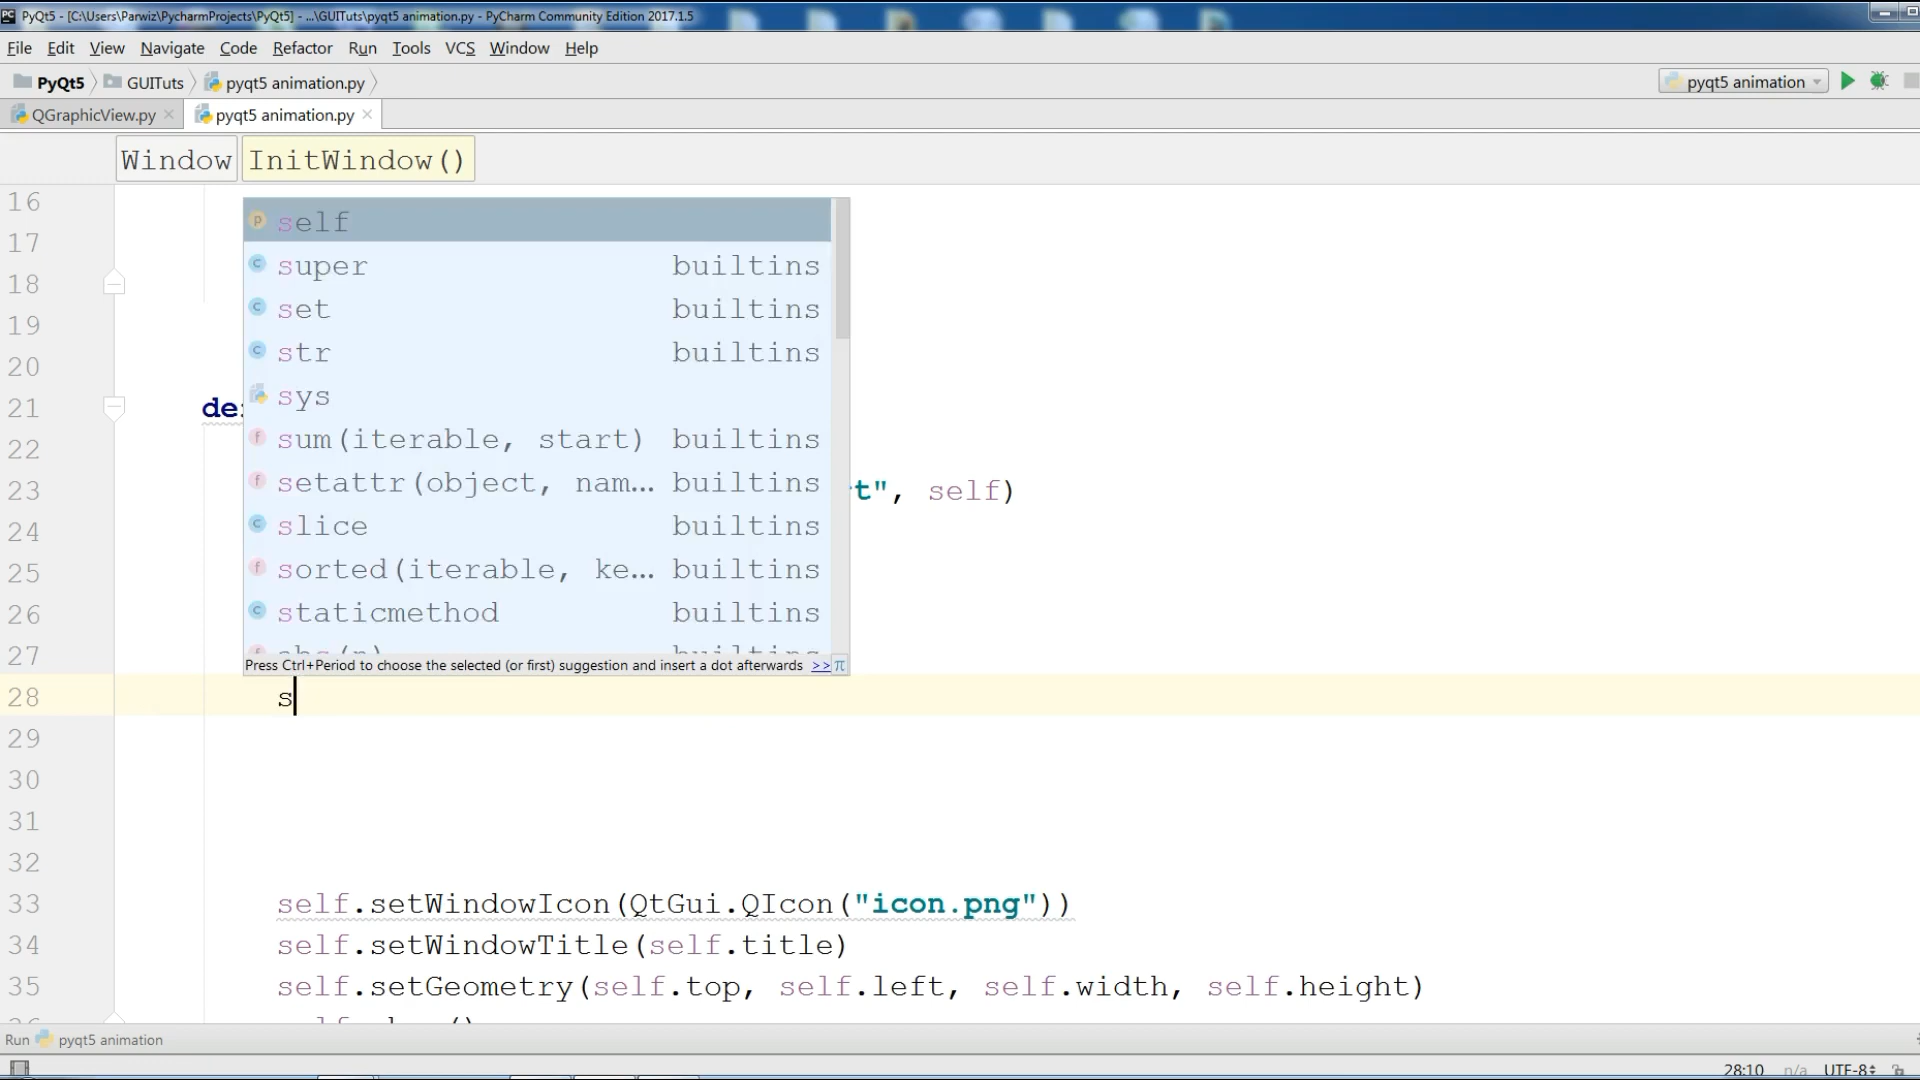 PyQt5 - [C:\Users\Parwiz\PycharmProjects\PyQt5] - ...\GUITuts\pyqt5 animation.py - PyCharm Community Edition 2017.1.5
File Edit View Navigate Code Refactor Run Tools VCS Window Help
PyQt5 GUITuts pyqt5 animation.py pyqt5 animation
QGraphicView.py pyqt5 animation.py
Window InitWindow()
16
self
17
super builtins
18
set builtins
19
str builtins
20
sys
21
sum(iterable, start) builtins
22
23 t", self)
setattr(object, nam... builtins
24
slice builtins
25
sorted(iterable, ke... builtins
26
staticmethod builtins
27
Press Ctrl+Period to choose the selected (or first) suggestion and insert a dot afterwards >> π
28 s
29
30
31
32
33 self.setWindowIcon(QtGui.QIcon("icon.png"))
34 self.setWindowTitle(self.title)
35 self.setGeometry(self.top, self.left, self.width, self.height)
Run pyqt5 animation
28:10 n/a UTF-8